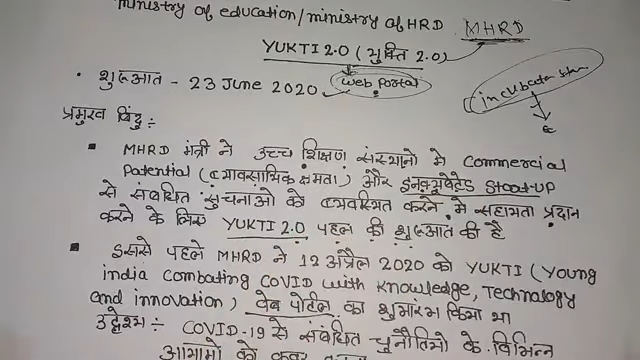 ministry of education/ministry of HRD MHRD
YUKTI 2.0 (युक्ति 2.0)
web Portal
• शुरूआत - 23 June 2020
incubated
प्रमुख बिंदु :-
▪ MHRD मंत्री ने उच्च शिक्षण संस्थानो मे commercial
Potential (व्यावसायिक क्षमता) और इनक्यूबेटेड Start-up
से संबंधित सुचनाओ को व्यवस्थित करने मे सहायता प्रदान
करने के लिए YUKTI 2.0 पहल की शुरूआत की है
▪ इससे पहले MHRD ने 12 अप्रैल 2020 को YUKTI (Young
india Combating COVID with Knowledge, Technology
and innovation) वेब पोर्टल का शुभारंभ किया था
उद्देश्य :- COVID-19 से संबंधित चुनौतियो के विभिन्न
आयामो को कवर